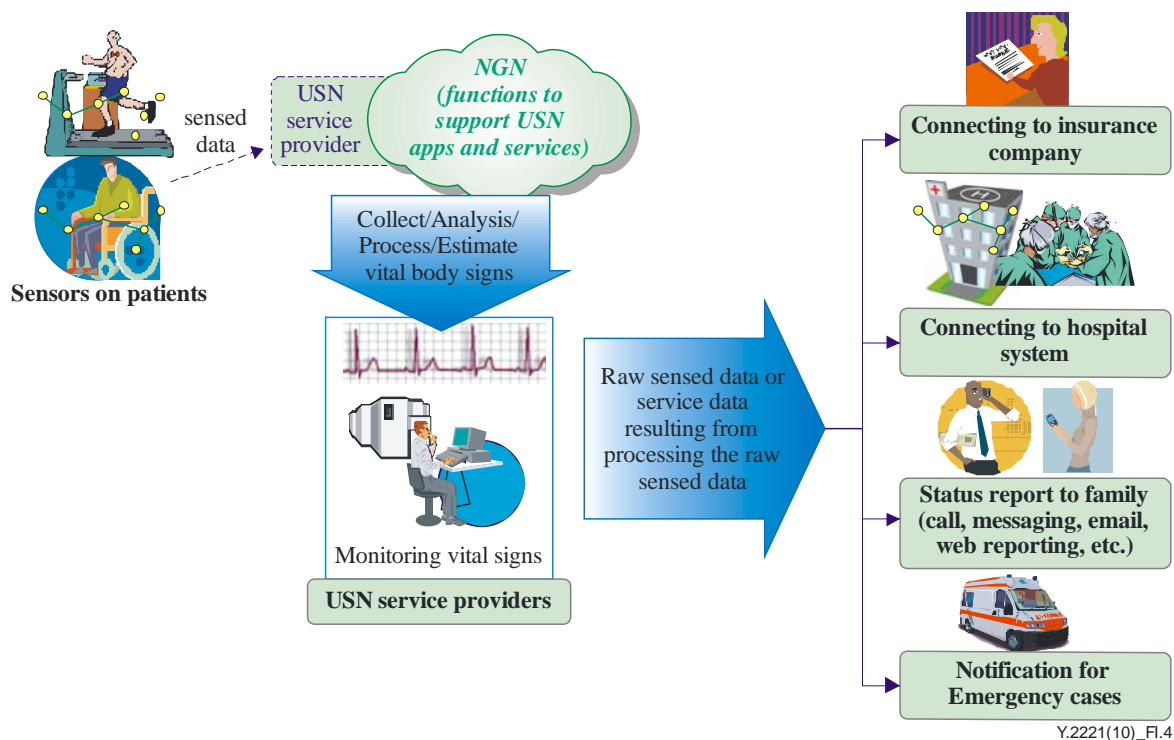 sensed
data
Sensors on patients
USN
service
provider
NGN
(functions to
support USN
apps and services)
Collect/Analysis/
Process/Estimate
vital body signs
Monitoring vital signs
USN service providers
Raw sensed data or
service data
resulting from
processing the raw
sensed data
Connecting to insurance
company
H
Connecting to hospital
system
Status report to family
(call, messaging, email,
web reporting, etc.)
Notification for
Emergency cases
Y.2221(10)_FI.4